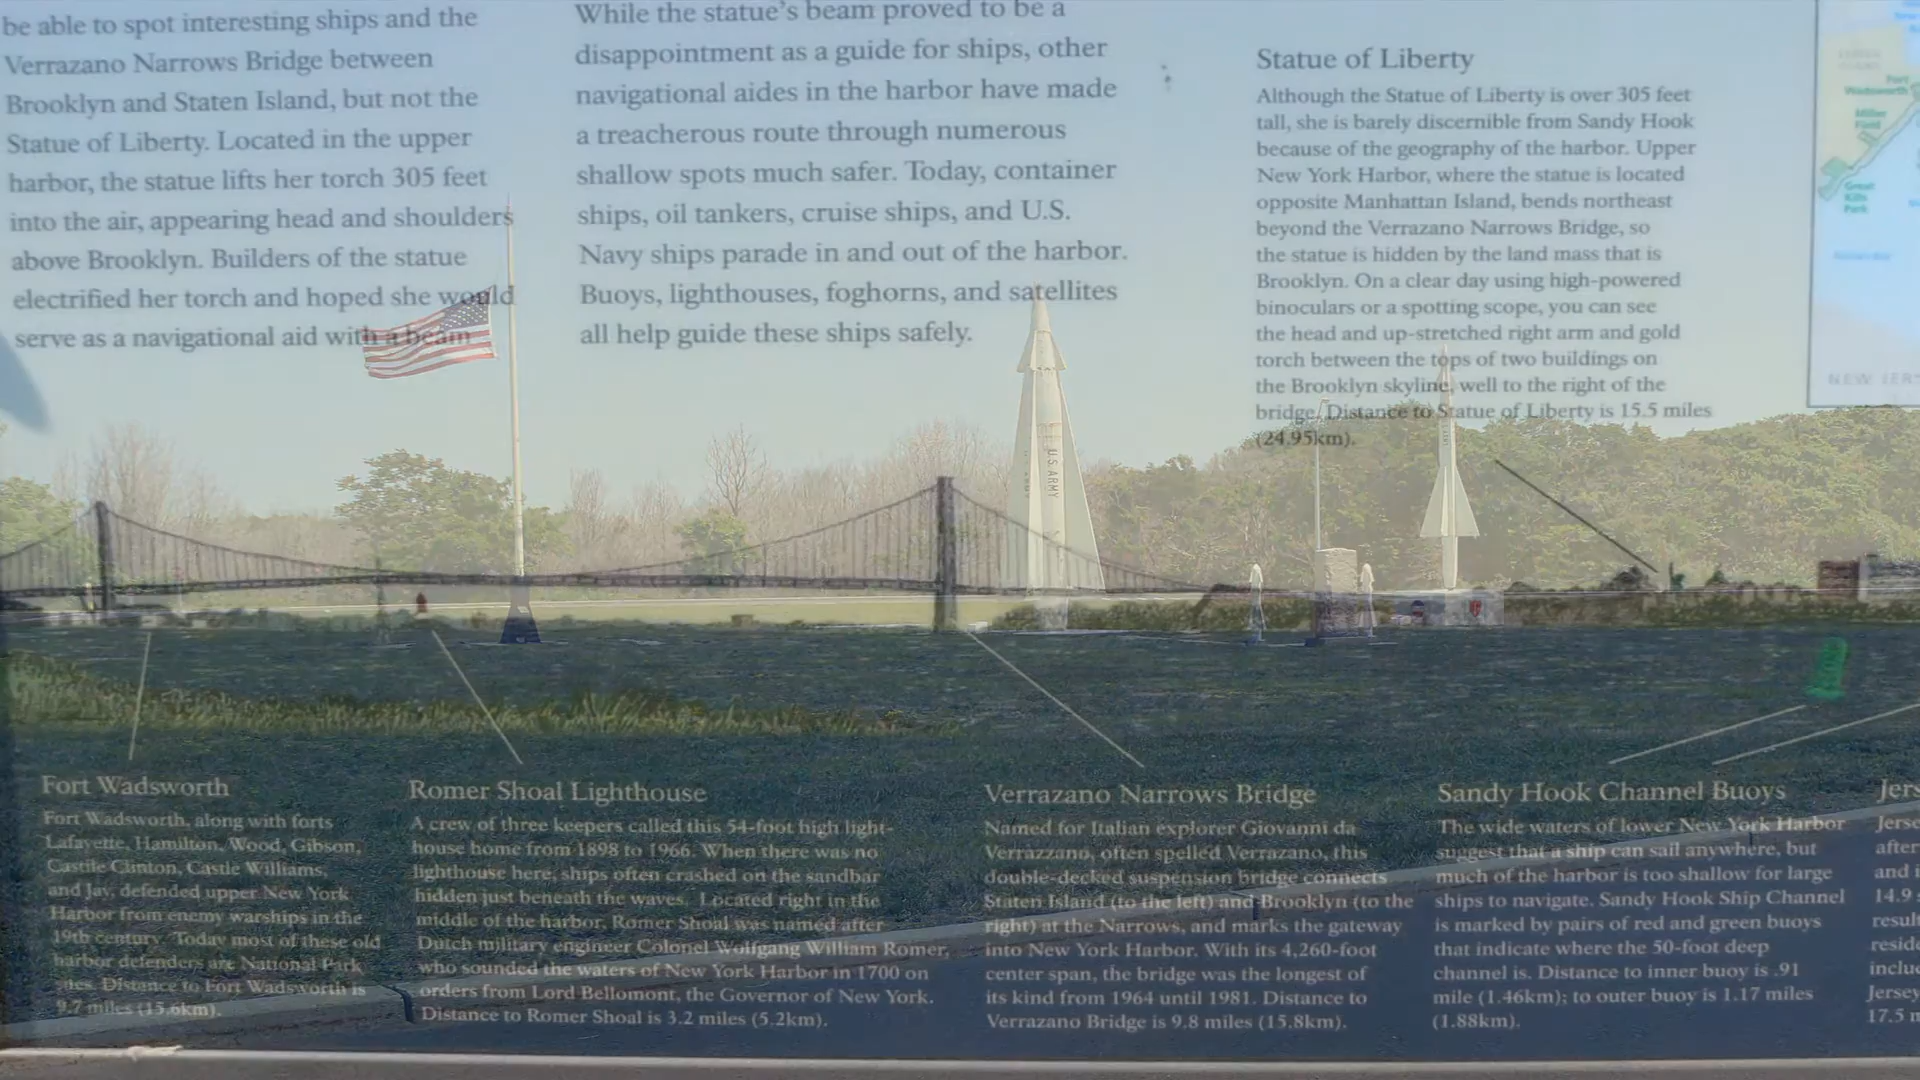 be able to spot interesting ships and the
Verrazano Narrows Bridge between
Brooklyn and Staten Island, but not the
Statue of Liberty. Located in the upper
harbor, the statue lifts her torch 305 feet
into the air, appearing head and shoulders
above Brooklyn. Builders of the statue
electrified her torch and hoped she would
serve as a navigational aid with a beam
While the statue's beam proved to be a
disappointment as a guide for ships, other
navigational aides in the harbor have made
a treacherous route through numerous
shallow spots much safer. Today, container
ships, oil tankers, cruise ships, and U.S.
Navy ships parade in and out of the harbor.
Buoys, lighthouses, foghorns, and satellites
all help guide these ships safely.
Statue of Liberty
Although the Statue of Liberty is over 305 feet
tall, she is barely discernible from Sandy Hook
because of the geography of the harbor. Upper
New York Harbor, where the statue is located
opposite Manhattan Island, bends northeast
beyond the Verrazano Narrows Bridge, so
the statue is hidden by the land mass that is
Brooklyn. On a clear day using high-powered
binoculars or a spotting scope, you can see
the head and up-stretched right arm and gold
torch between the tops of two buildings on
the Brooklyn skyline, well to the right of the
bridge. Distance to Statue of Liberty is 15.5 miles
(24.95km).
Fort
Wadsworth
Miller
Field
Great
Kills
Park
NEW JERS
U.S. ARMY
Fort Wadsworth
Fort Wadsworth, along with forts
Lafayette, Hamilton, Wood, Gibson,
Castle Clinton, Castle Williams,
and Jay, defended upper New York
Harbor from enemy warships in the
19th century. Today most of these old
harbor defenders are National Park
sites. Distance to Fort Wadsworth is
9.7 miles (15.6km).
Romer Shoal Lighthouse
A crew of three keepers called this 54-foot high light-
house home from 1898 to 1966. When there was no
lighthouse here, ships often crashed on the sandbar
hidden just beneath the waves. Located right in the
middle of the harbor, Romer Shoal was named after
Dutch military engineer Colonel Wolfgang William Romer,
who sounded the waters of New York Harbor in 1700 on
orders from Lord Bellomont, the Governor of New York.
Distance to Romer Shoal is 3.2 miles (5.2km).
Verrazano Narrows Bridge
Named for Italian explorer Giovanni da
Verrazzano, often spelled Verrazano, this
double-decked suspension bridge connects
Staten Island (to the left) and Brooklyn (to the
right) at the Narrows, and marks the gateway
into New York Harbor. With its 4,260-foot
center span, the bridge was the longest of
its kind from 1964 until 1981. Distance to
Verrazano Bridge is 9.8 miles (15.8km).
Sandy Hook Channel Buoys
The wide waters of lower New York Harbor
suggest that a ship can sail anywhere, but
much of the harbor is too shallow for large
ships to navigate. Sandy Hook Ship Channel
is marked by pairs of red and green buoys
that indicate where the 50-foot deep
channel is. Distance to inner buoy is .91
mile (1.46km); to outer buoy is 1.17 miles
(1.88km).
Jers
Jerse
after
and i
14.9
result
reside
includ
Jersey
17.5 m